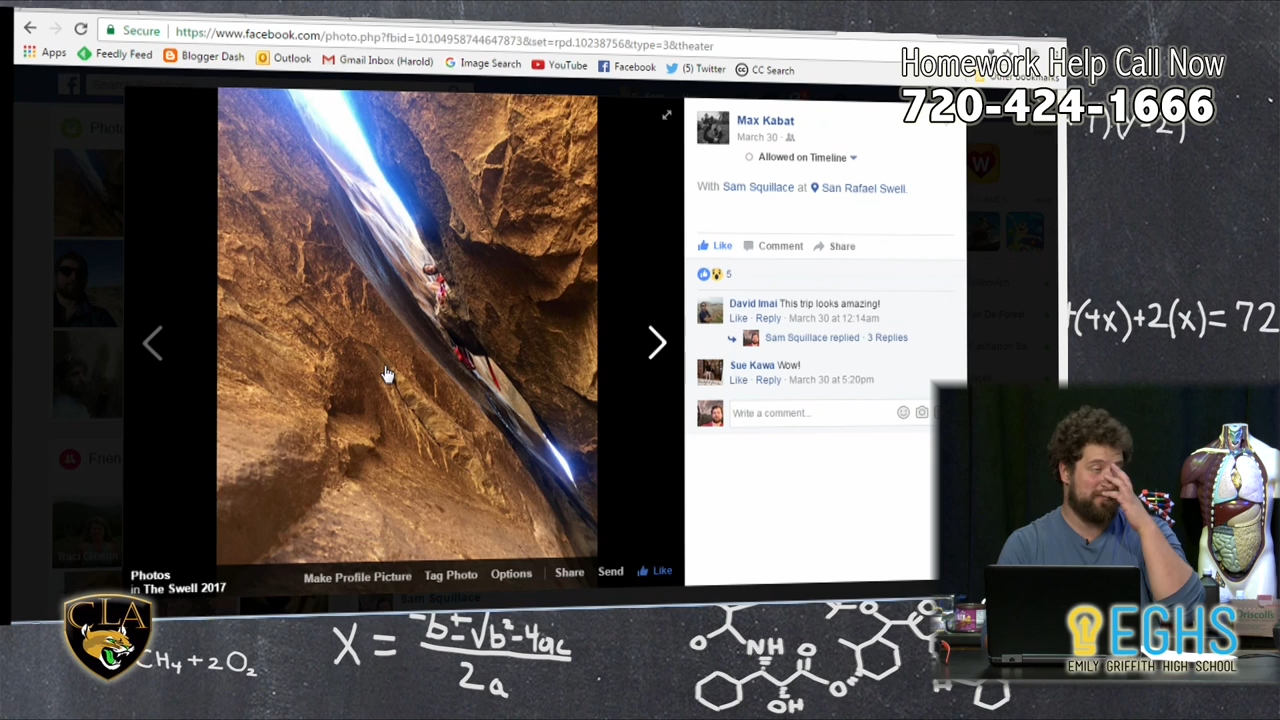 Secure https://www.facebook.com/photo.php?fbid=10104958744647873&set=rpd.10238756&type=3&theater
Apps Feedly Feed Blogger Dash Outlook Gmail Inbox (Harold) Image Search YouTube Facebook (5) Twitter CC Search
Homework Help Call Now
720-424-1666
Max Kabat
March 30
Allowed on Timeline
With Sam Squillace at San Rafael Swell.
Like Comment Share
5
David Imai This trip looks amazing!
Like · Reply · March 30 at 12:14am
Sam Squillace replied · 3 Replies
Sue Kawa Wow!
Like · Reply · March 30 at 5:20pm
Write a comment...
(4x)+2(x)=72
W
Photos
in The Swell 2017
Make Profile Picture Tag Photo Options Share Send Like
Sam Squillace
CLA
CH₄+2O₂
X = -b±√b²-4ac
2a
NH
O
O
OH
O
EGHS
EMILY GRIFFITH HIGH SCHOOL